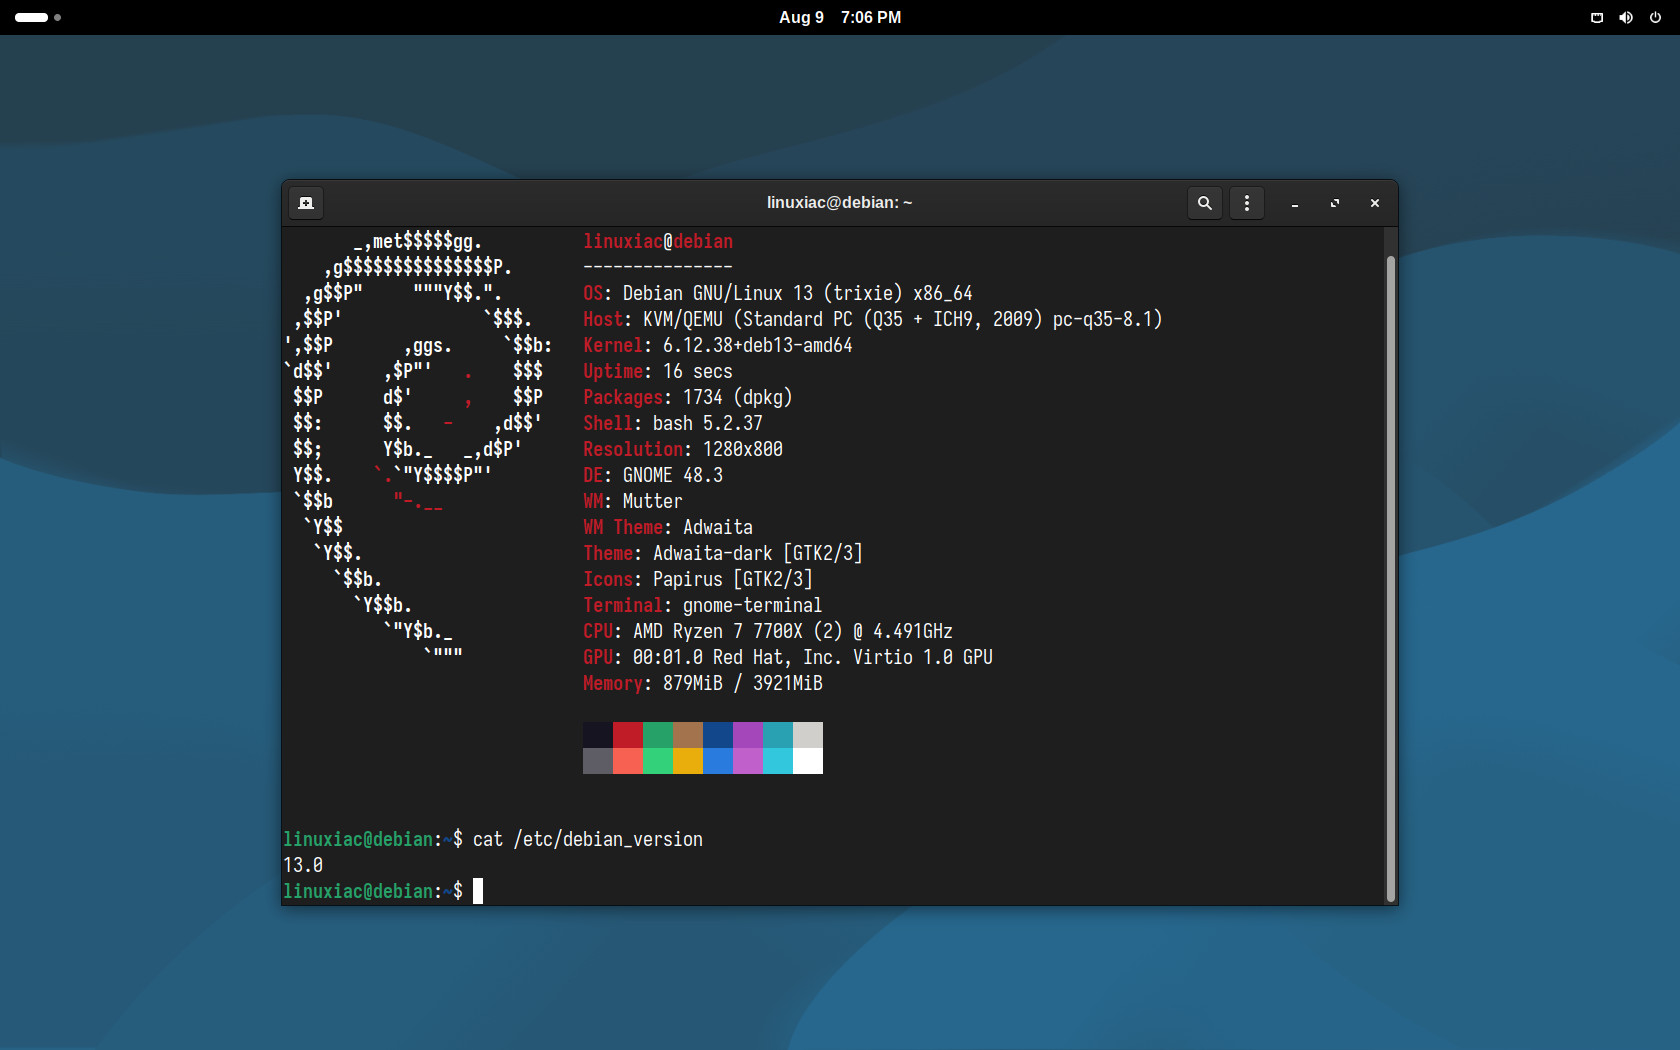 Aug 9 7:06 PM
linuxiac@debian: ~
_,met$$$$$gg.
,g$$$$$$$$$$$$$$$P.
,g$$P"     """Y$$.".
,$$P'              `$$$.
',$$P       ,ggs.     `$$b:
`d$$'     ,$P"'   .    $$$
$$P      d$'     ,    $$P
$$:      $$.   -    ,d$$'
$$;      Y$b._   _,d$P'
Y$$.    `.`"Y$$$$P"'
`$$b      "-.__
`Y$$
`Y$$.
`$$b.
`Y$$b.
`"Y$b._
`"""
linuxiac@debian
---------------
OS: Debian GNU/Linux 13 (trixie) x86_64
Host: KVM/QEMU (Standard PC (Q35 + ICH9, 2009) pc-q35-8.1)
Kernel: 6.12.38+deb13-amd64
Uptime: 16 secs
Packages: 1734 (dpkg)
Shell: bash 5.2.37
Resolution: 1280x800
DE: GNOME 48.3
WM: Mutter
WM Theme: Adwaita
Theme: Adwaita-dark [GTK2/3]
Icons: Papirus [GTK2/3]
Terminal: gnome-terminal
CPU: AMD Ryzen 7 7700X (2) @ 4.491GHz
GPU: 00:01.0 Red Hat, Inc. Virtio 1.0 GPU
Memory: 879MiB / 3921MiB
linuxiac@debian:~$ cat /etc/debian_version
13.0
linuxiac@debian:~$